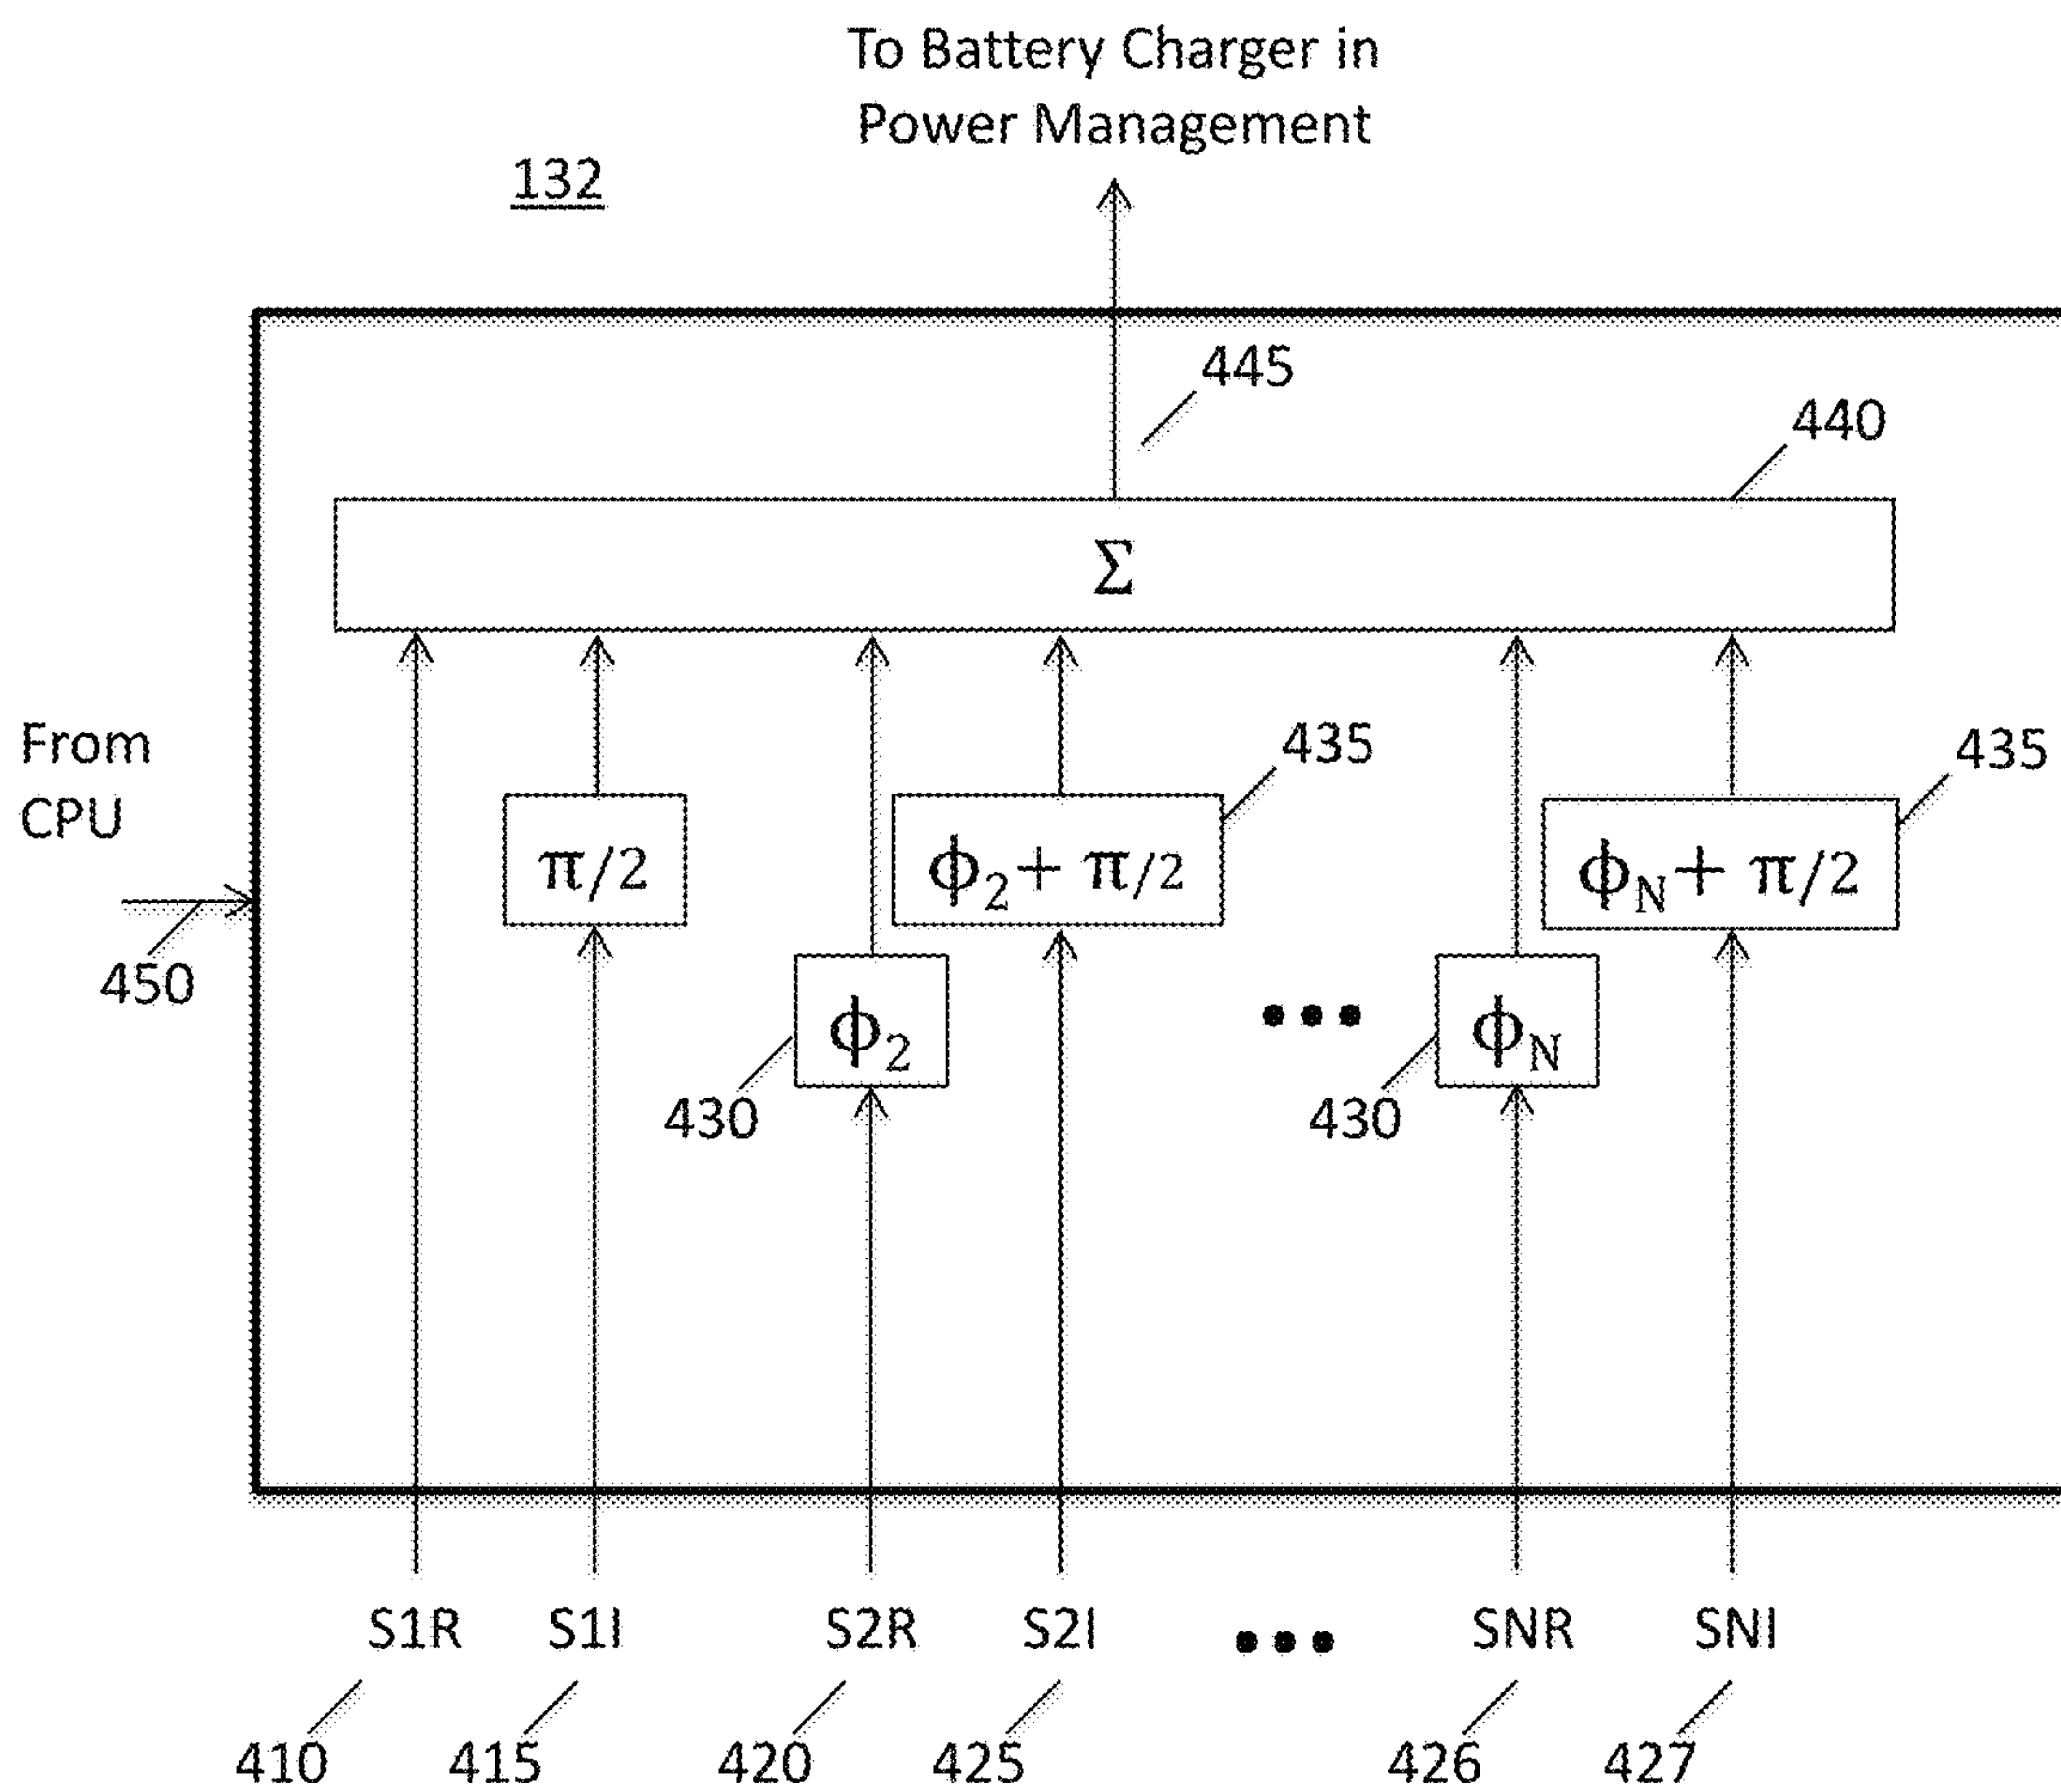 To Battery Charger in
Power Management
132
445
440
Σ
From
CPU
435
435
π/2
ϕ₂+ π/2
ϕN+ π/2
450
ϕ₂
ϕN
430
430
S1R S1I S2R S2I ••• SNR SNI
410 415 420 425 426 427